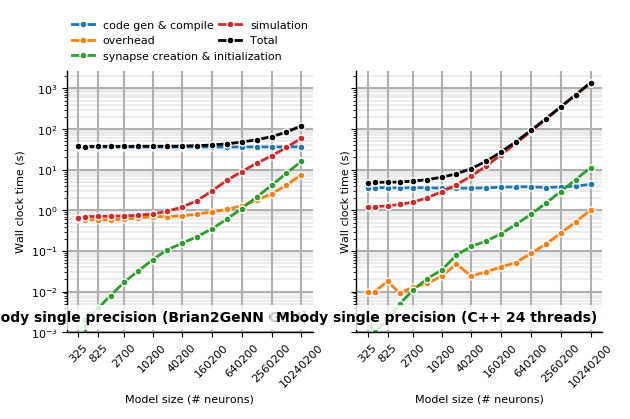 code gen & compile
overhead
synapse creation & initialization
simulation
Total
10³
10²
10¹
10⁰
10⁻¹
10⁻²
10⁻³
Wall clock time (s)
ody single precision (Brian2GeNN
325
825
2700
10200
40200
160200
640200
2560200
10240200
Model size (# neurons)
10³
10²
10¹
10⁰
10⁻¹
10⁻²
10⁻³
Wall clock time (s)
Mbody single precision (C++ 24 threads)
325
825
2700
10200
40200
160200
640200
2560200
10240200
Model size (# neurons)